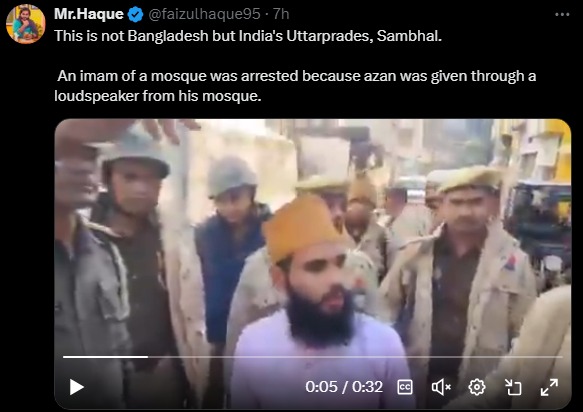 Mr.Haque @faizulhaque95 · 7h
This is not Bangladesh but India's Uttarprades, Sambhal.
An imam of a mosque was arrested because azan was given through a
loudspeaker from his mosque.
0:05 / 0:32
CC